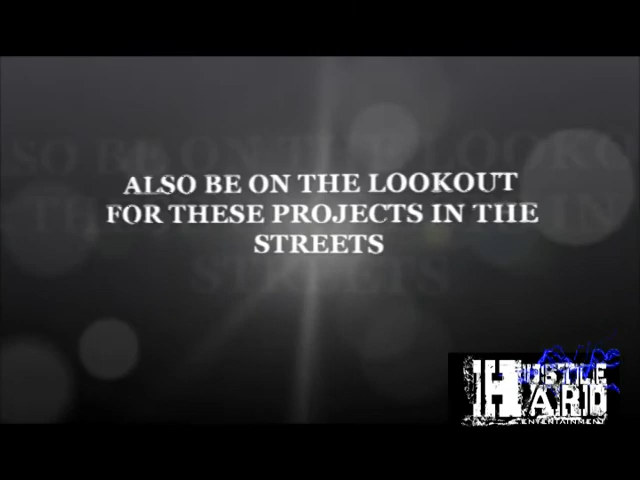 ALSO BE ON THE LOOKOUT
FOR THESE PROJECTS IN THE
STREETS
HUSTLE
HARD
ENTERTAINMENT